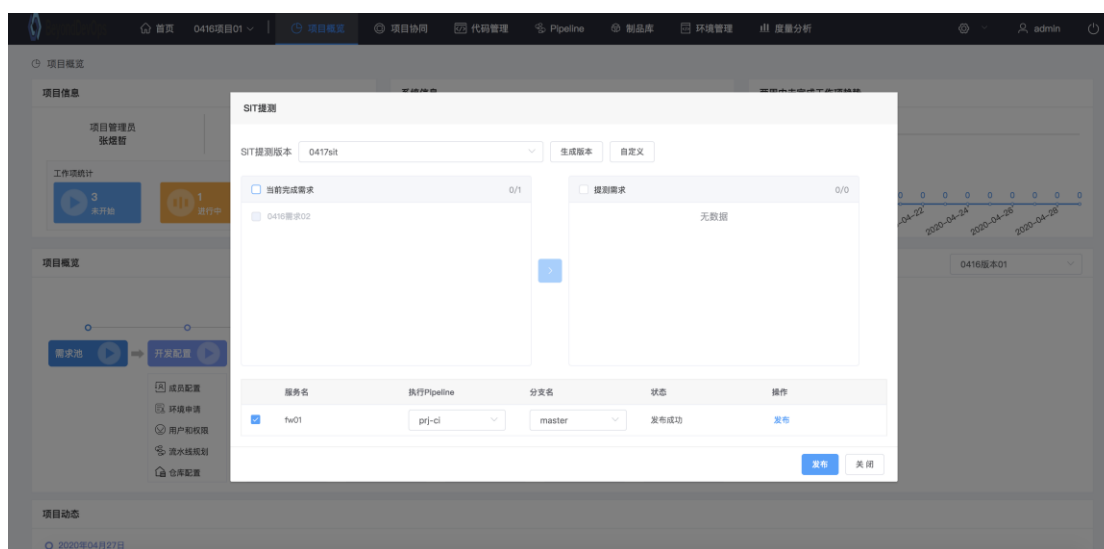 首页 0416项目01 项目概览 项目协同 代码管理 Pipeline 制品库 环境管理 度量分析 admin
项目概览
项目信息
项目管理员
张煜哲
工作项统计
3
未开始
1
进行中
SIT提测
SIT提测版本 0417sit 生成版本 自定义
当前完成需求 0/1 提测需求 0/0
0416需求02 无数据
服务名 执行Pipeline 分支名 状态 操作
fw01 prj-ci master 发布成功 发布
发布 关闭
0 0 0 0 0 0 0 0
2020-04-24 2020-04-26 2020-04-28
项目概览 0416版本01
需求池 开发配置
成员配置
环境申请
用户和权限
流水线规划
仓库配置
项目动态
2020年04月27日